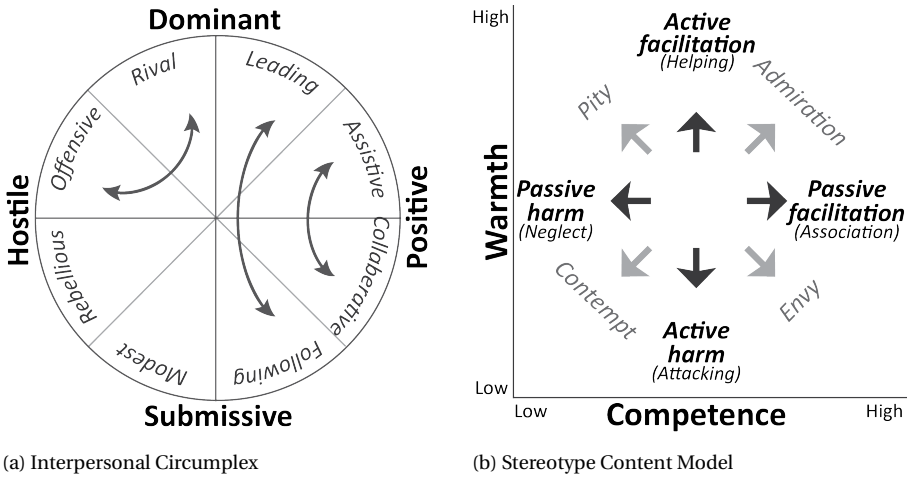 Dominant
Rival
Leading
Offensive
Assistive
Hostile
Positive
Rebellious
Collaberative
Modest
Following
Submissive
(a) Interpersonal Circumplex
High
Active
facilitation
(Helping)
Pity
Admiration
Warmth
Passive
harm
(Neglect)
Passive
facilitation
(Association)
Contempt
Envy
Active
harm
(Attacking)
Low
Low
Competence
High
(b) Stereotype Content Model